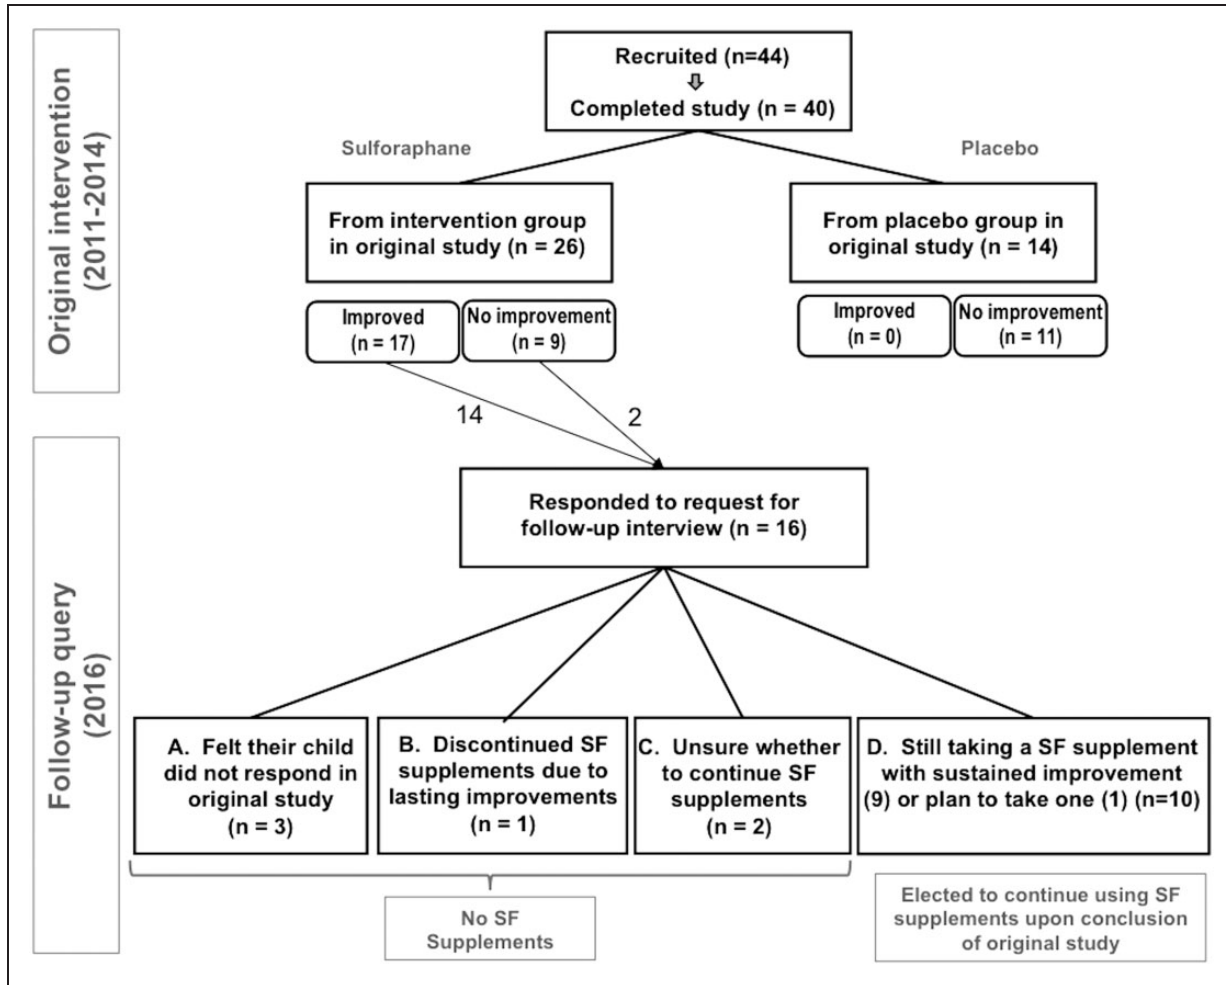 Original intervention
(2011-2014)
Recruited (n=44)
Completed study (n = 40)
Sulforaphane
Placebo
From intervention group
in original study (n = 26)
From placebo group in
original study (n = 14)
Improved
(n = 17)
No improvement
(n = 9)
Improved
(n = 0)
No improvement
(n = 11)
14
2
Follow-up query
(2016)
Responded to request for
follow-up interview (n = 16)
A. Felt their child
did not respond in
original study
(n = 3)
B. Discontinued SF
supplements due to
lasting improvements
(n = 1)
C. Unsure whether
to continue SF
supplements
(n = 2)
D. Still taking a SF supplement
with sustained improvement
(9) or plan to take one (1) (n=10)
No SF
Supplements
Elected to continue using SF
supplements upon conclusion
of original study